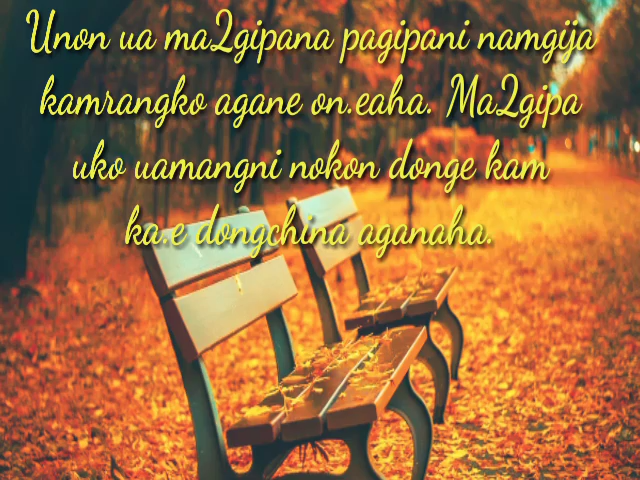 Unon ua ma2gipana pagipani namgija
kamrangko agane on.eaha. Ma2gipa
uko uamangni nokon donge kam
ka.e dongchina aganaha.